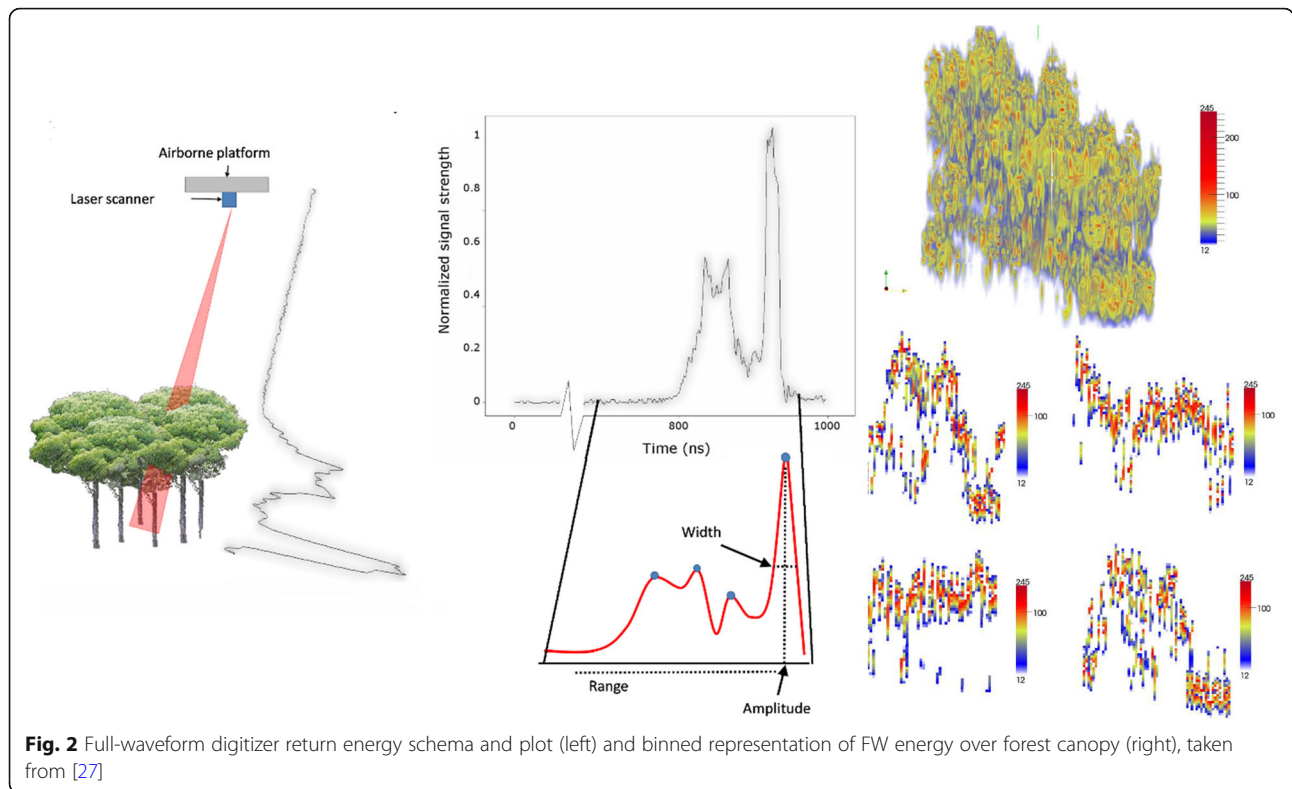 Airborne platform
Laser scanner
Normalized signal strength
1
0.8
0.6
0.4
0.2
0
0
800
1000
Time (ns)
Width
Range
Amplitude
245
200
100
12
245
100
12
245
100
12
245
100
12
245
100
12
Fig. 2 Full-waveform digitizer return energy schema and plot (left) and binned representation of FW energy over forest canopy (right), taken
from [27]